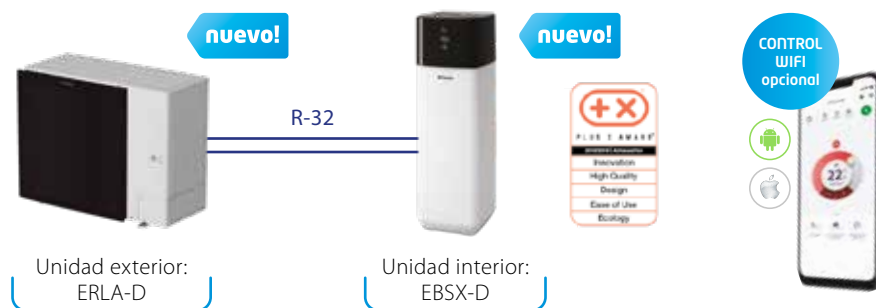 nuevo!
nuevo!
CONTROL
WIFI
opcional
R-32
PLUS X AWARD
Innovation
High Quality
Design
Ease of Use
Ecology
22
Unidad exterior:
ERLA-D
Unidad interior:
EBSX-D